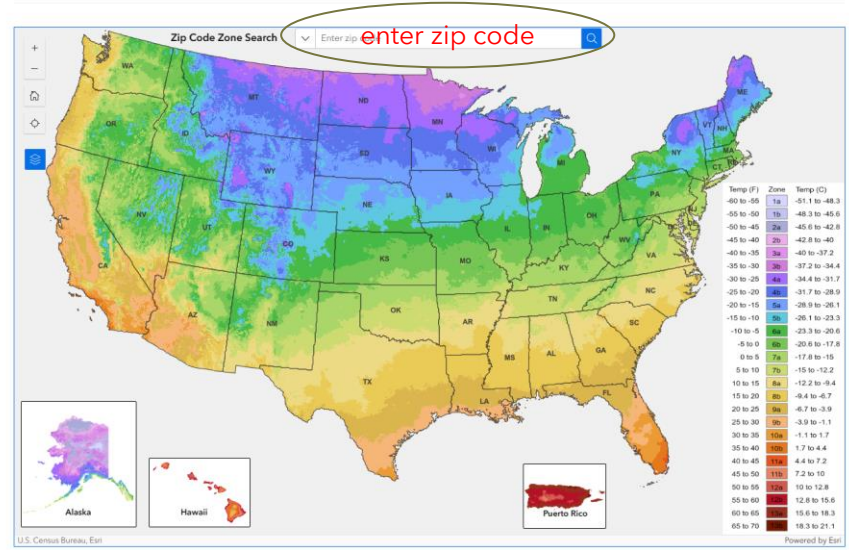 Zip Code Zone Search
Enter zip
enter zip code
WA
OR
CA
NV
ID
MT
WY
UT
CO
AZ
NM
ND
SD
NE
KS
OK
TX
MN
IA
MO
AR
LA
WI
IL
MI
IN
OH
KY
TN
MS
AL
GA
FL
SC
NC
VA
WV
PA
NY
VT
NH
ME
MA
CT
RI
NJ
Temp (F) Zone Temp (C)
-60 to -55 1a -51.1 to -48.3
-55 to -50 1b -48.3 to -45.6
-50 to -45 2a -45.6 to -42.8
-45 to -40 2b -42.8 to -40
-40 to -35 3a -40 to -37.2
-35 to -30 3b -37.2 to -34.4
-30 to -25 4a -34.4 to -31.7
-25 to -20 4b -31.7 to -28.9
-20 to -15 5a -28.9 to -26.1
-15 to -10 5b -26.1 to -23.3
-10 to -5 6a -23.3 to -20.6
-5 to 0 6b -20.6 to -17.8
0 to 5 7a -17.8 to -15
5 to 10 7b -15 to -12.2
10 to 15 8a -12.2 to -9.4
15 to 20 8b -9.4 to -6.7
20 to 25 9a -6.7 to -3.9
25 to 30 9b -3.9 to -1.1
30 to 35 10a -1.1 to 1.7
35 to 40 10b 1.7 to 4.4
40 to 45 11a 4.4 to 7.2
45 to 50 11b 7.2 to 10
50 to 55 12a 10 to 12.8
55 to 60 12b 12.8 to 15.6
60 to 65 13a 15.6 to 18.3
65 to 70 13b 18.3 to 21.1
Alaska
Hawaii
Puerto Rico
U.S. Census Bureau, Esri
Powered by Esri